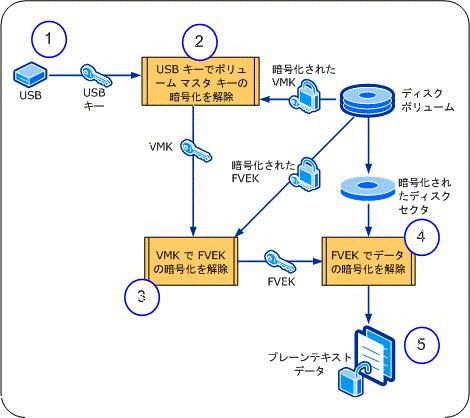 1
2
USB キーでボリュ
ーム マスタ キーの
暗号化を解除
USB
USB
キー
暗号化された
VMK
ディスク
ボリューム
VMK
暗号化された
FVEK
暗号化され
たディスク
セクタ
VMK で FVEK
の暗号化を解除
3
FVEK
FVEK でデータ
の暗号化を解除
4
プレーンテキスト
データ
5